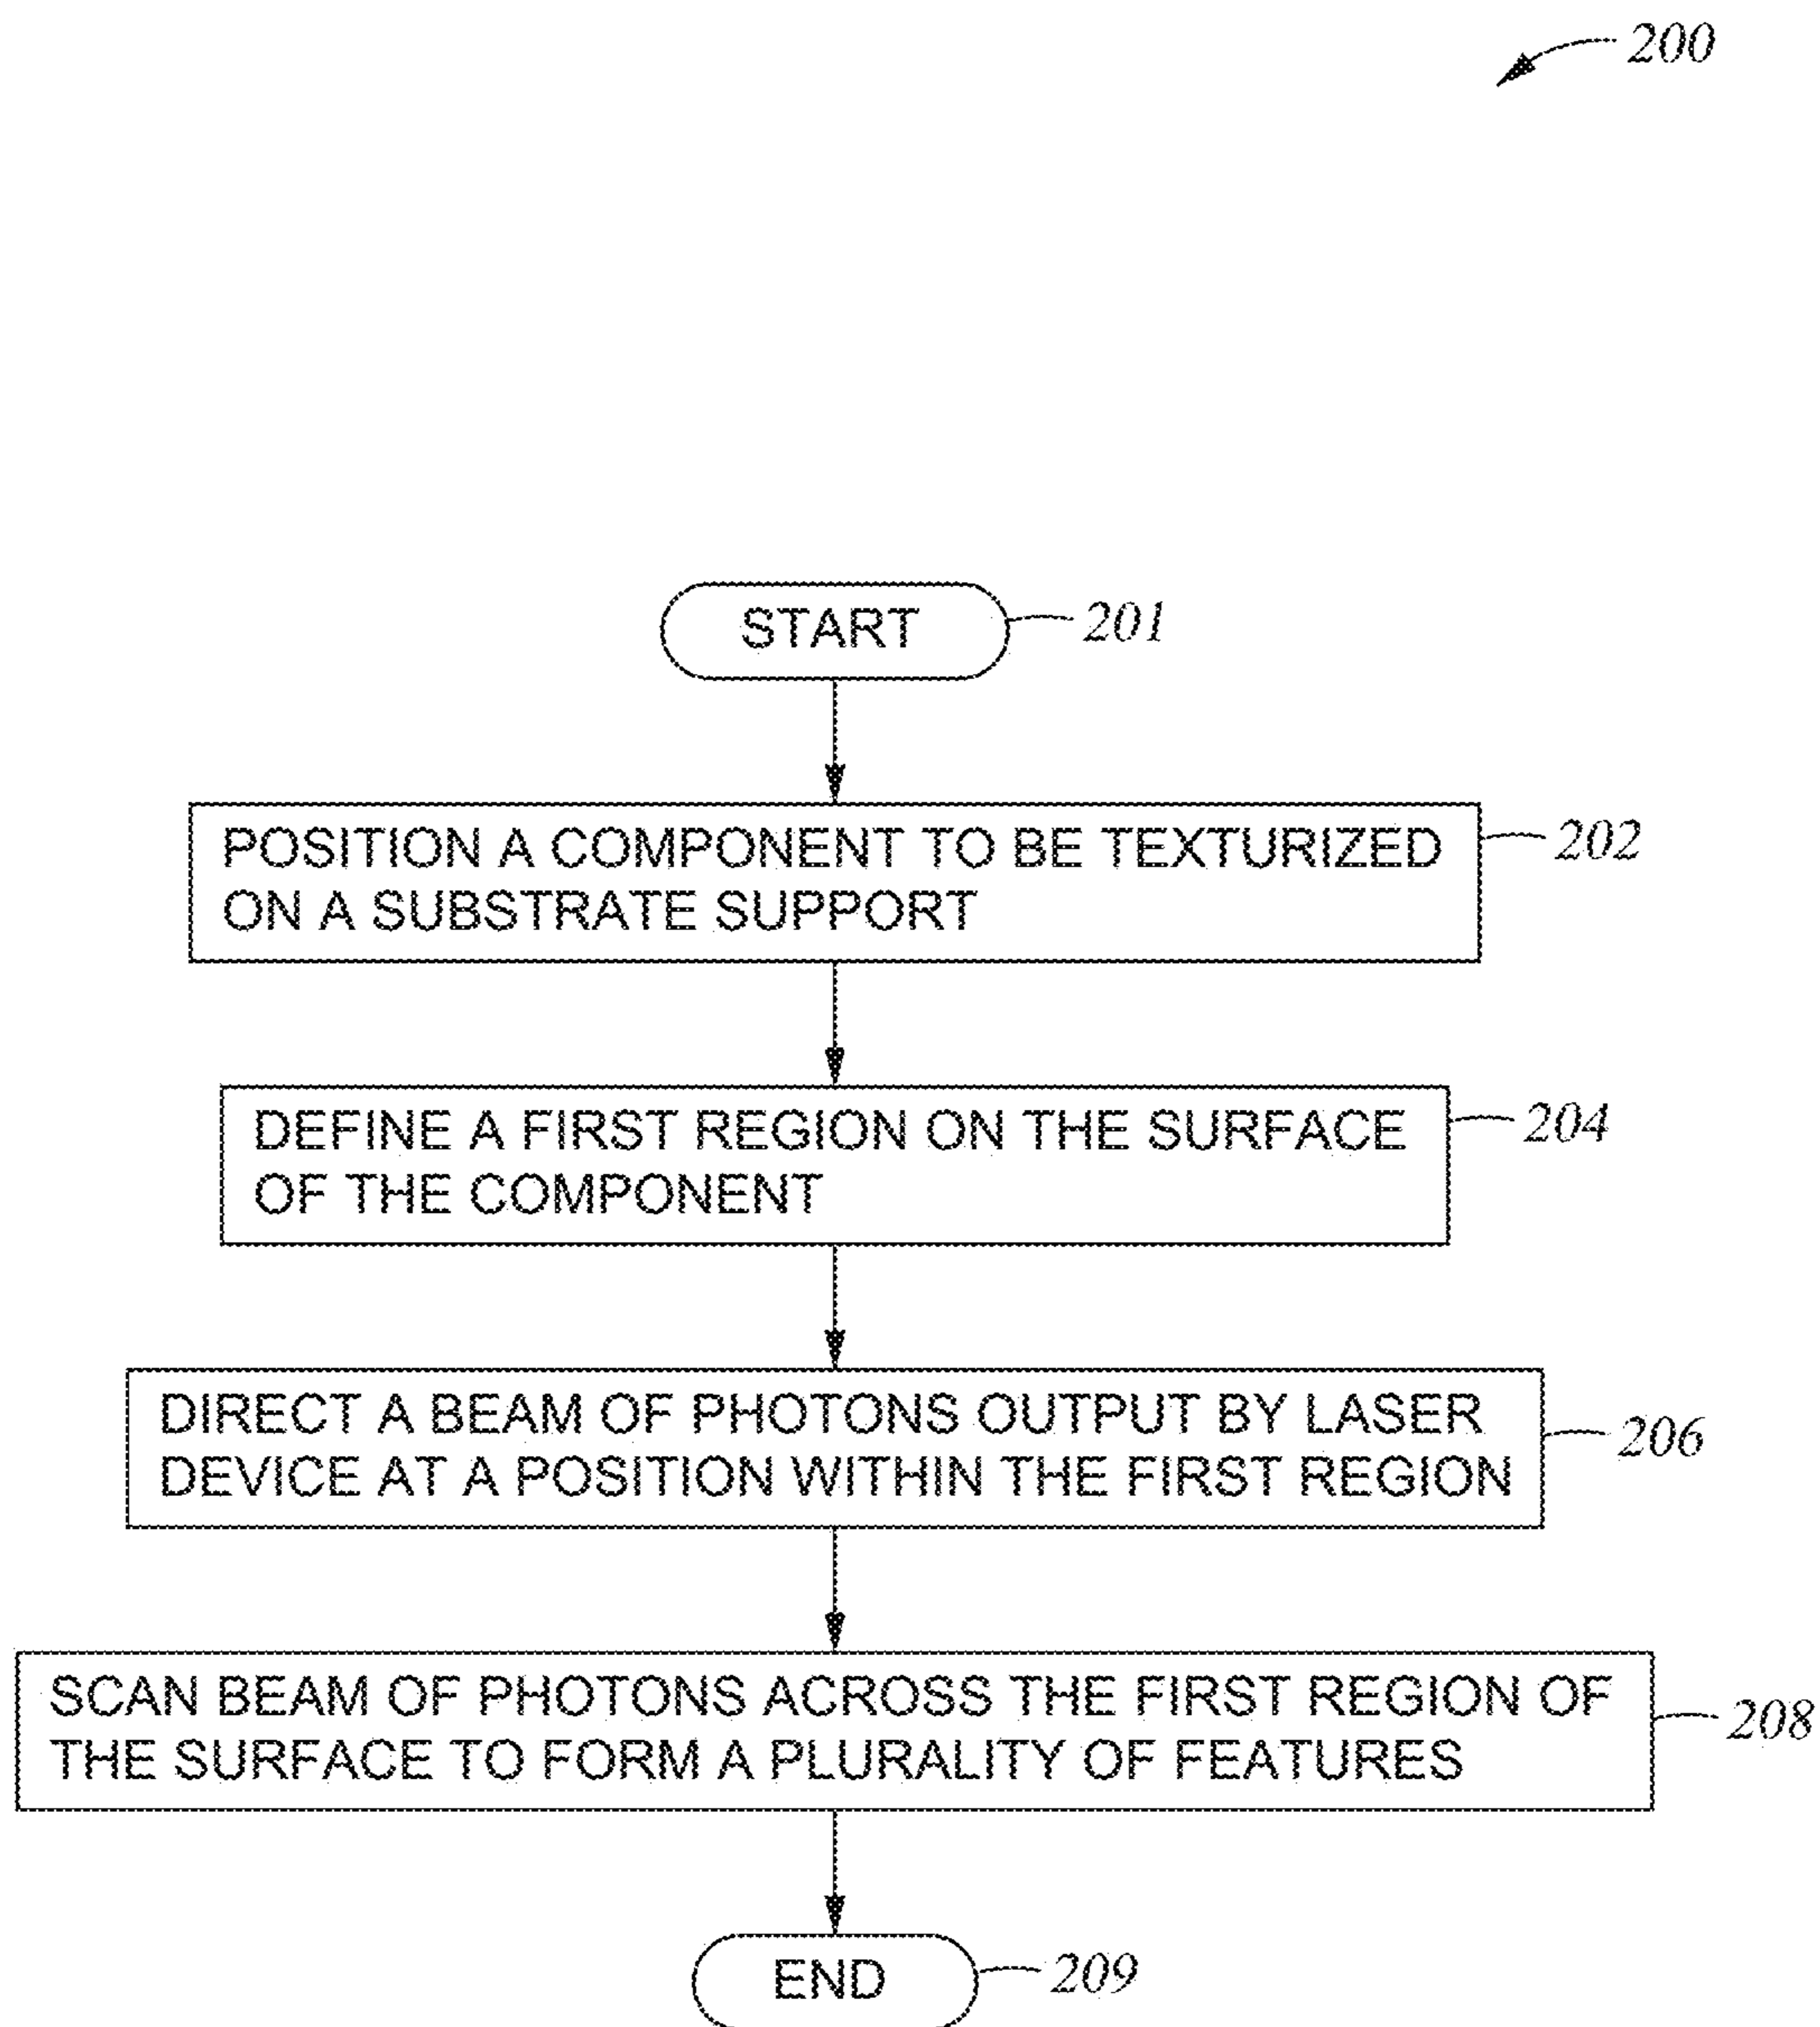 200
START
201
POSITION A COMPONENT TO BE TEXTURIZED
ON A SUBSTRATE SUPPORT
202
DEFINE A FIRST REGION ON THE SURFACE
OF THE COMPONENT
204
DIRECT A BEAM OF PHOTONS OUTPUT BY LASER
DEVICE AT A POSITION WITHIN THE FIRST REGION
206
SCAN BEAM OF PHOTONS ACROSS THE FIRST REGION OF
THE SURFACE TO FORM A PLURALITY OF FEATURES
208
END
209